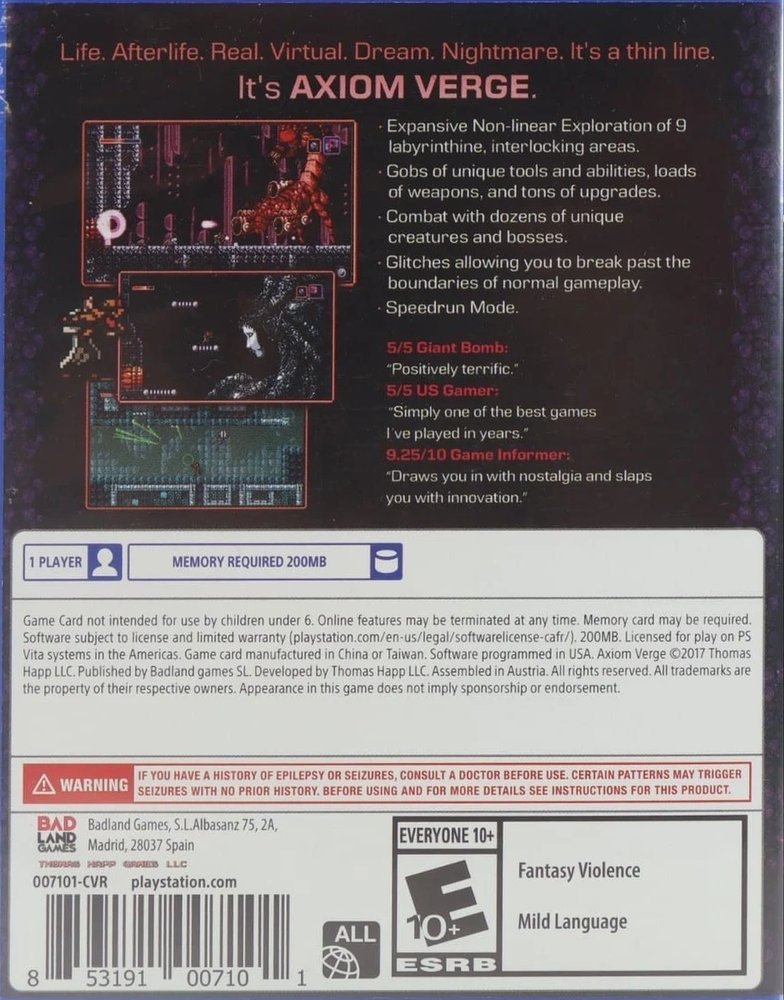 Life. Afterlife. Real. Virtual. Dream. Nightmare. It's a thin line.
It's AXIOM VERGE.
· Expansive Non-linear Exploration of 9
labyrinthine, interlocking areas.
· Gobs of unique tools and abilities, loads
of weapons, and tons of upgrades.
· Combat with dozens of unique
creatures and bosses.
· Glitches allowing you to break past the
boundaries of normal gameplay.
· Speedrun Mode.
5/5 Giant Bomb:
“Positively terrific.”
5/5 US Gamer:
“Simply one of the best games
I've played in years.”
9.25/10 Game Informer:
“Draws you in with nostalgia and slaps
you with innovation.”
1 PLAYER
MEMORY REQUIRED 200MB
Game Card not intended for use by children under 6. Online features may be terminated at any time. Memory card may be required.
Software subject to license and limited warranty (playstation.com/en-us/legal/softwarelicense-cafr/). 200MB. Licensed for play on PS
Vita systems in the Americas. Game card manufactured in China or Taiwan. Software programmed in USA. Axiom Verge ©2017 Thomas
Happ LLC. Published by Badland games SL. Developed by Thomas Happ LLC. Assembled in Austria. All rights reserved. All trademarks are
the property of their respective owners. Appearance in this game does not imply sponsorship or endorsement.
WARNING
IF YOU HAVE A HISTORY OF EPILEPSY OR SEIZURES, CONSULT A DOCTOR BEFORE USE. CERTAIN PATTERNS MAY TRIGGER
SEIZURES WITH NO PRIOR HISTORY. BEFORE USING AND FOR MORE DETAILS SEE INSTRUCTIONS FOR THIS PRODUCT.
BAD
LAND
GAMES
Badland Games, S.L.Albasanz 75, 2A,
Madrid, 28037 Spain
THOMAS HAPP GAMES LLC
007101-CVR playstation.com
8 53191 00710 1
ALL
EVERYONE 10+
E
10+
ESRB
Fantasy Violence
Mild Language